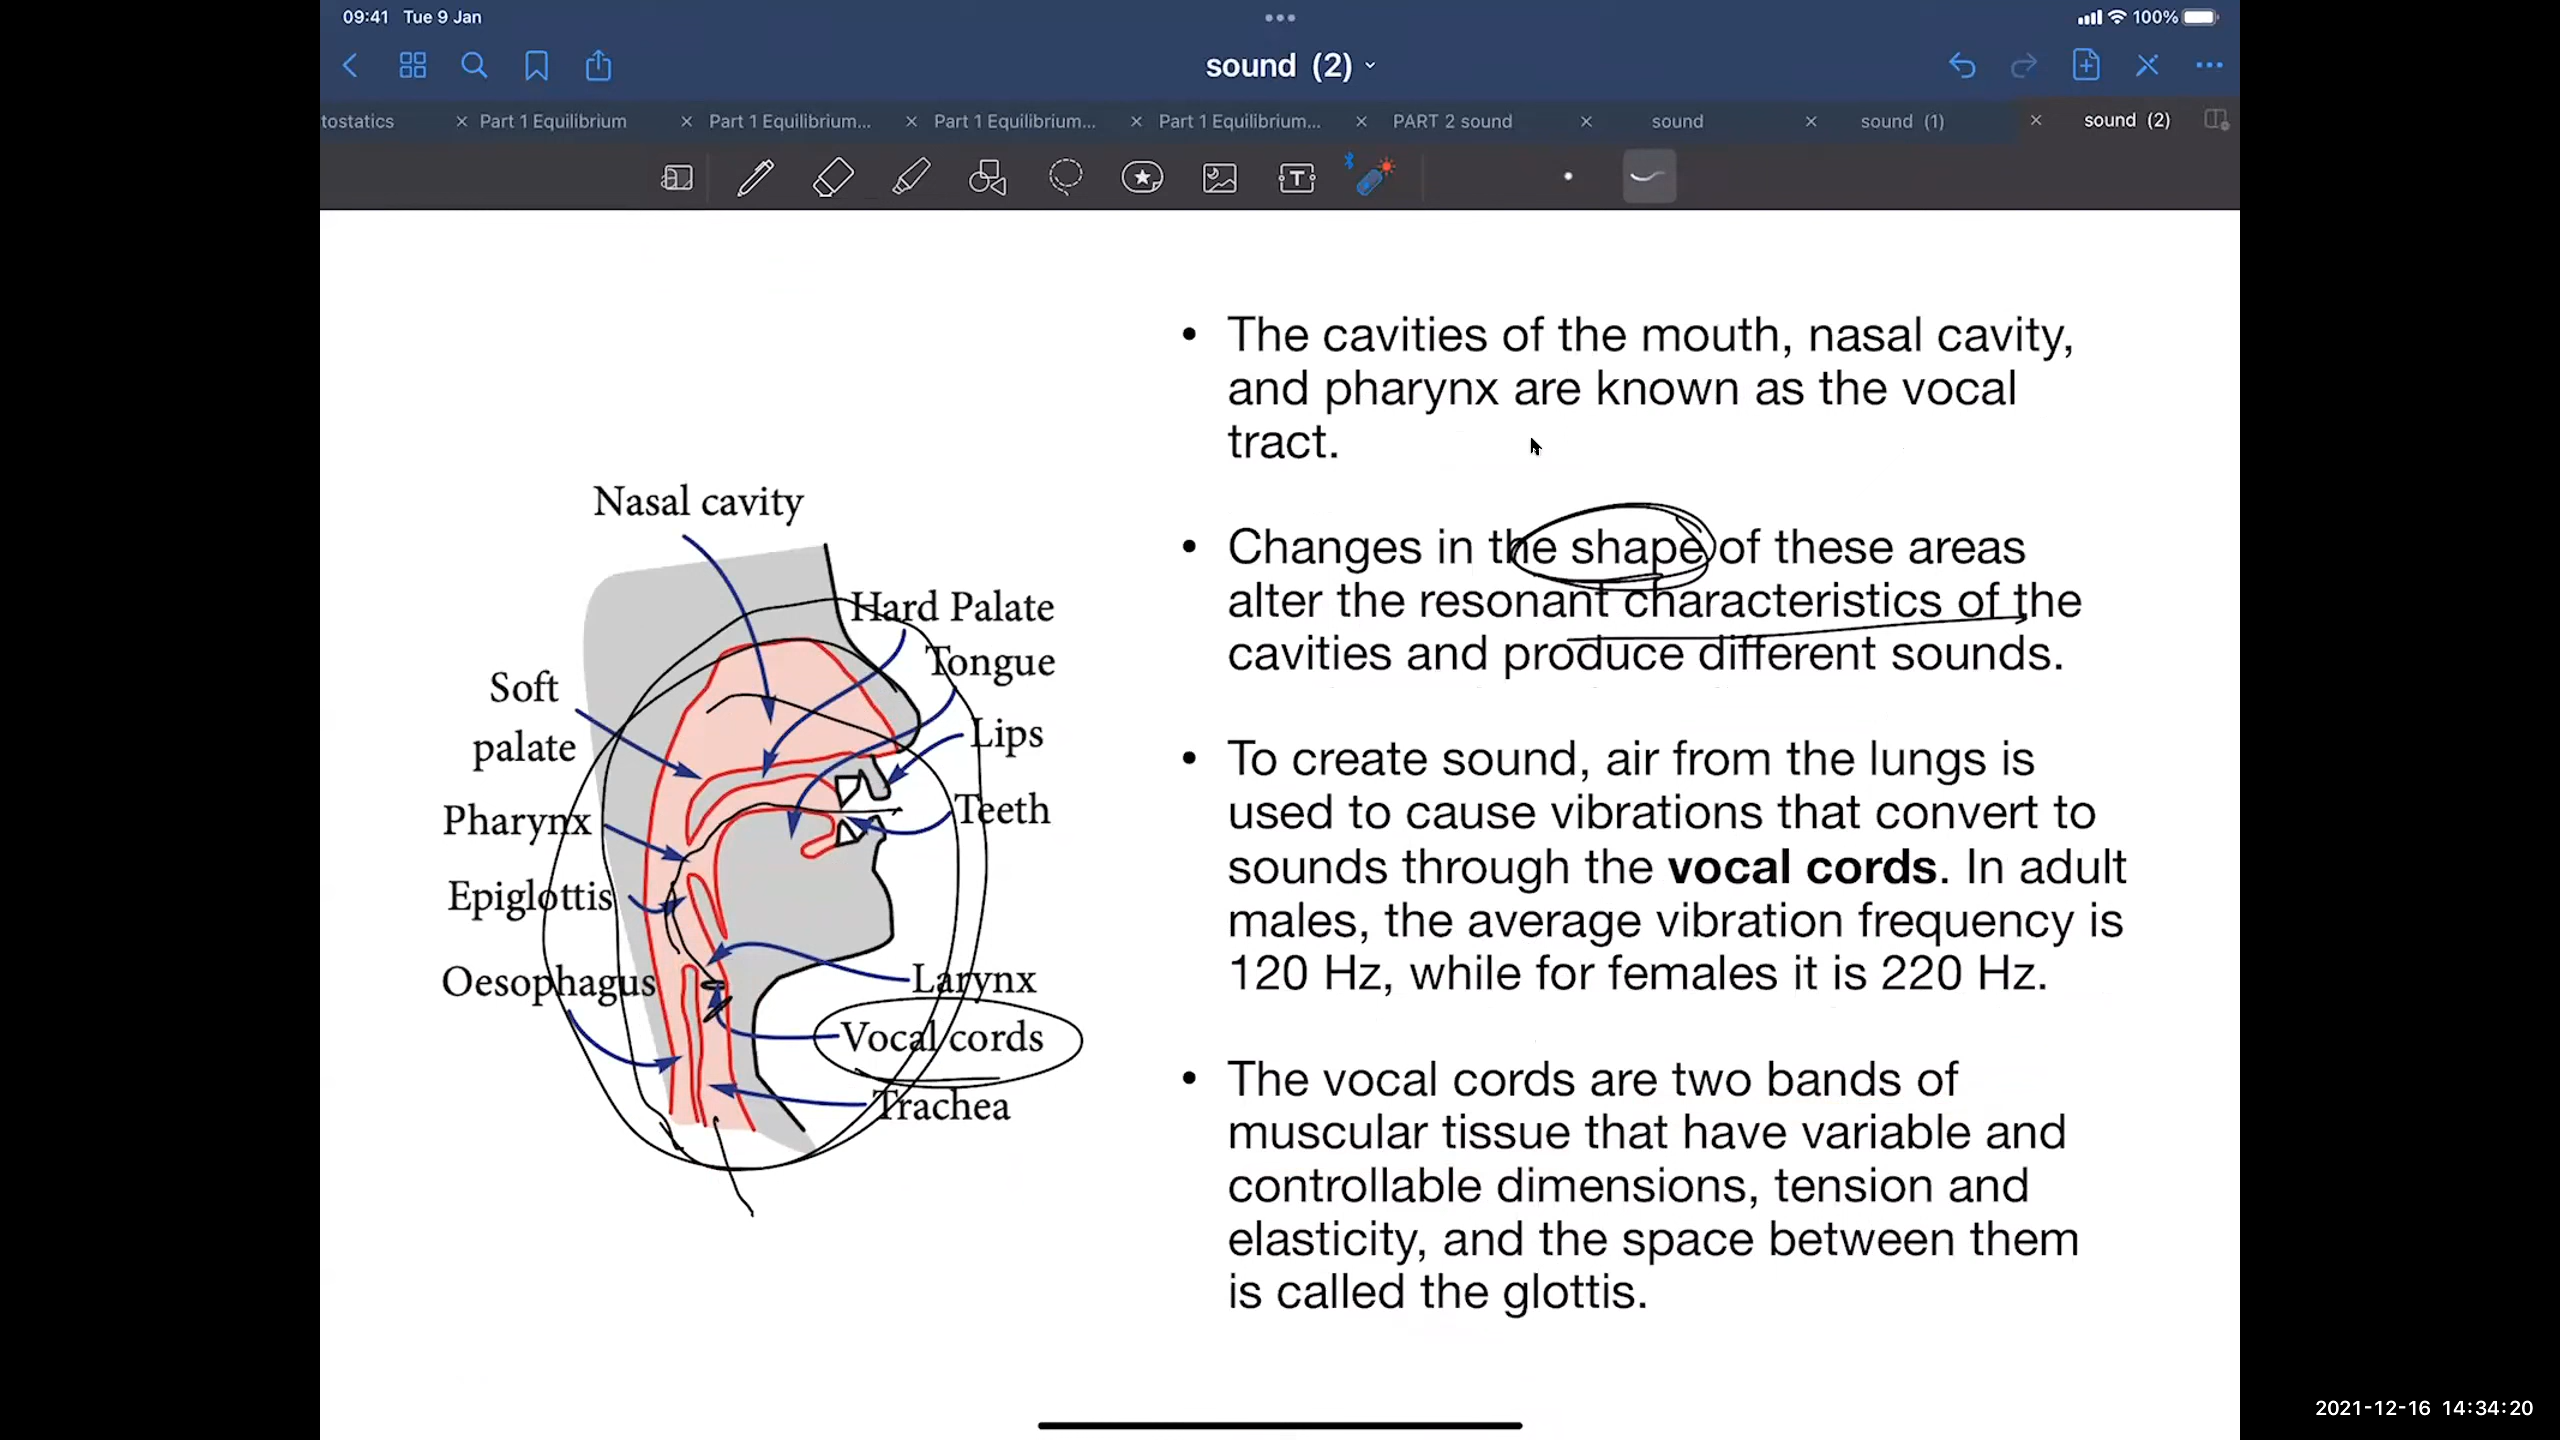 09:41 Tue 9 Jan
100%
sound (2)
tostatics
Part 1 Equilibrium
Part 1 Equilibrium...
Part 1 Equilibrium...
Part 1 Equilibrium...
PART 2 sound
sound
sound (1)
sound (2)
• The cavities of the mouth, nasal cavity,
and pharynx are known as the vocal
tract.
• Changes in the shape of these areas
alter the resonant characteristics of the
cavities and produce different sounds.
• To create sound, air from the lungs is
used to cause vibrations that convert to
sounds through the vocal cords. In adult
males, the average vibration frequency is
120 Hz, while for females it is 220 Hz.
• The vocal cords are two bands of
muscular tissue that have variable and
controllable dimensions, tension and
elasticity, and the space between them
is called the glottis.
Nasal cavity
Hard Palate
Tongue
Soft
palate
Lips
Pharynx
Teeth
Epiglottis
Oesophagus
Larynx
Vocal cords
Trachea
2021-12-16 14:34:20